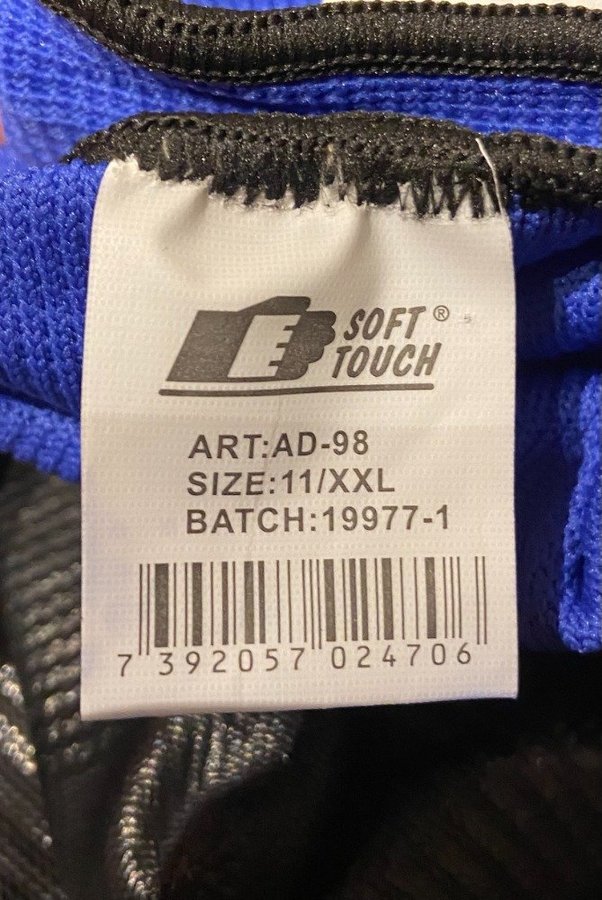 SOFT®
TOUCH
ART:AD-98
SIZE:11/XXL
BATCH:19977-1
7 392057 024706